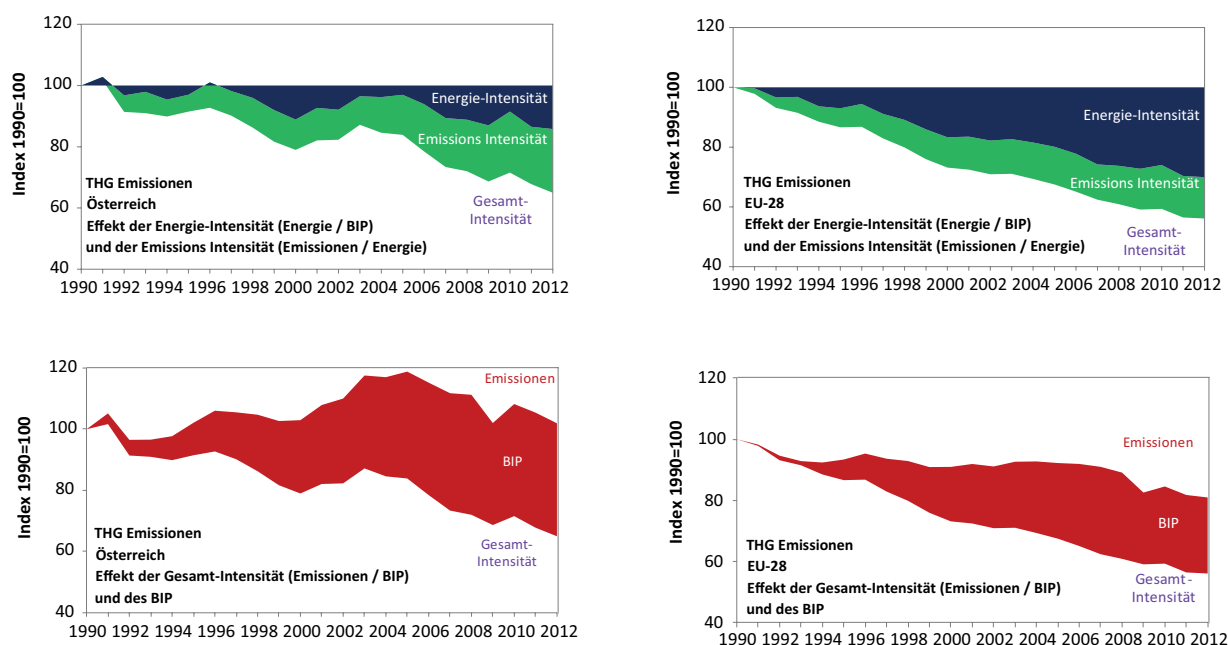 Index 1990=100
120
100
80
60
40
Energie-Intensität
Emissions Intensität
Gesamt-
Intensität
THG Emissionen
Österreich
Effekt der Energie-Intensität (Energie / BIP)
und der Emissions Intensität (Emissionen / Energie)
1990 1992 1994 1996 1998 2000 2002 2004 2006 2008 2010 2012
Index 1990=100
120
100
80
60
40
Energie-Intensität
Emissions Intensität
Gesamt-
Intensität
THG Emissionen
EU-28
Effekt der Energie-Intensität (Energie / BIP)
und der Emissions Intensität (Emissionen / Energie)
1990 1992 1994 1996 1998 2000 2002 2004 2006 2008 2010 2012
Index 1990=100
120
100
80
60
40
Emissionen
BIP
Gesamt-
Intensität
THG Emissionen
Österreich
Effekt der Gesamt-Intensität (Emissionen / BIP)
und des BIP
1990 1992 1994 1996 1998 2000 2002 2004 2006 2008 2010 2012
Index 1990=100
120
100
80
60
40
Emissionen
BIP
Gesamt-
Intensität
THG Emissionen
EU-28
Effekt der Gesamt-Intensität (Emissionen / BIP)
und des BIP
1990 1992 1994 1996 1998 2000 2002 2004 2006 2008 2010 2012